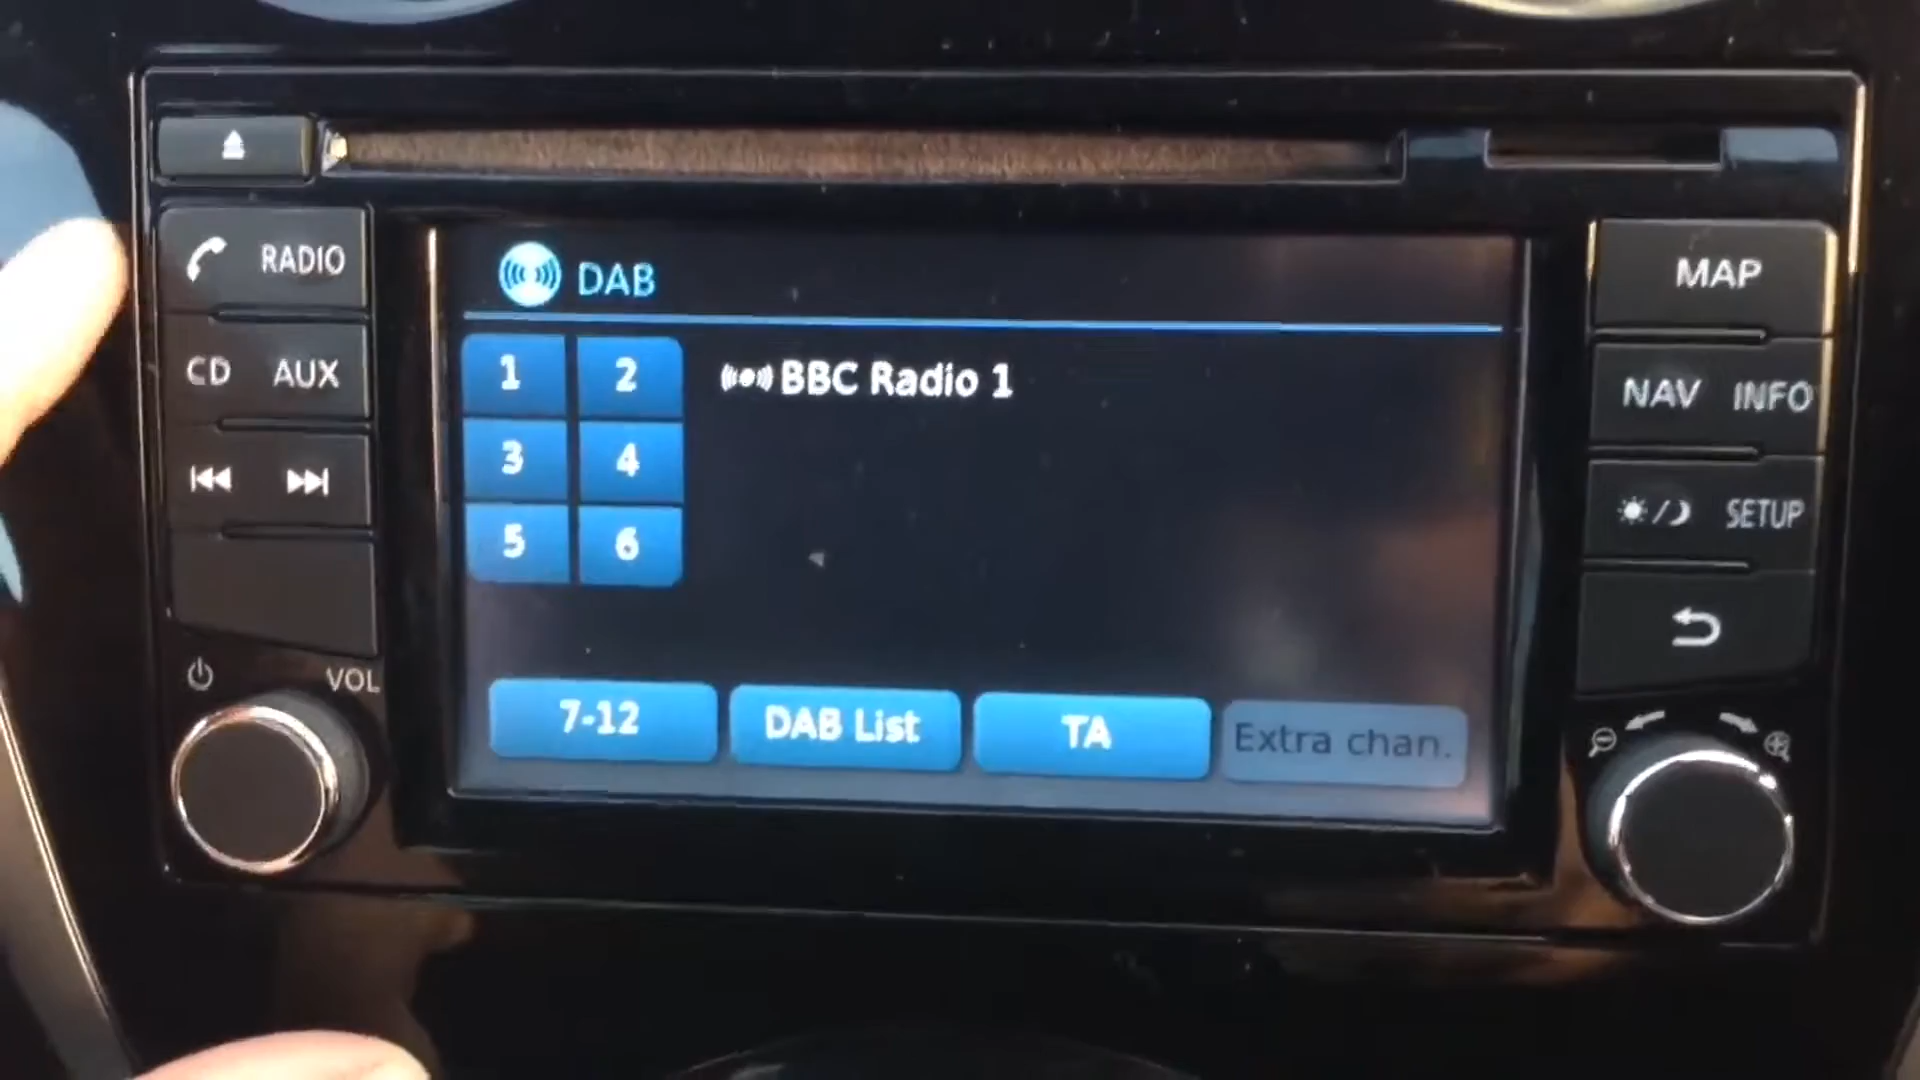 RADIO
CD AUX
VOL
DAB
1 2
3 4
5 6
BBC Radio 1
7-12 DAB List TA Extra chan.
MAP
NAV INFO
SETUP